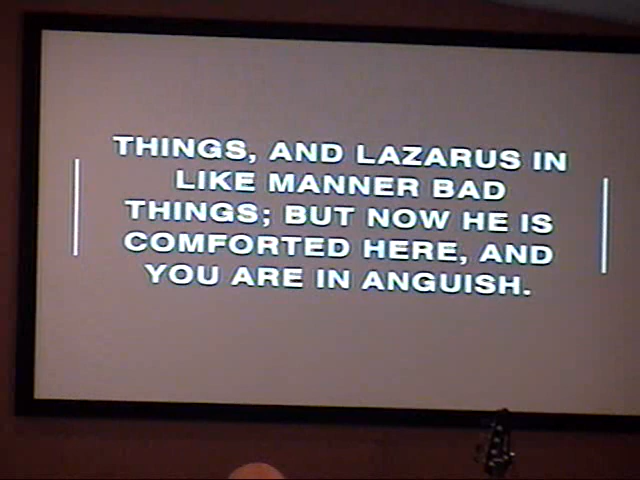 THINGS, AND LAZARUS IN
LIKE MANNER BAD
THINGS; BUT NOW HE IS
COMFORTED HERE, AND
YOU ARE IN ANGUISH.